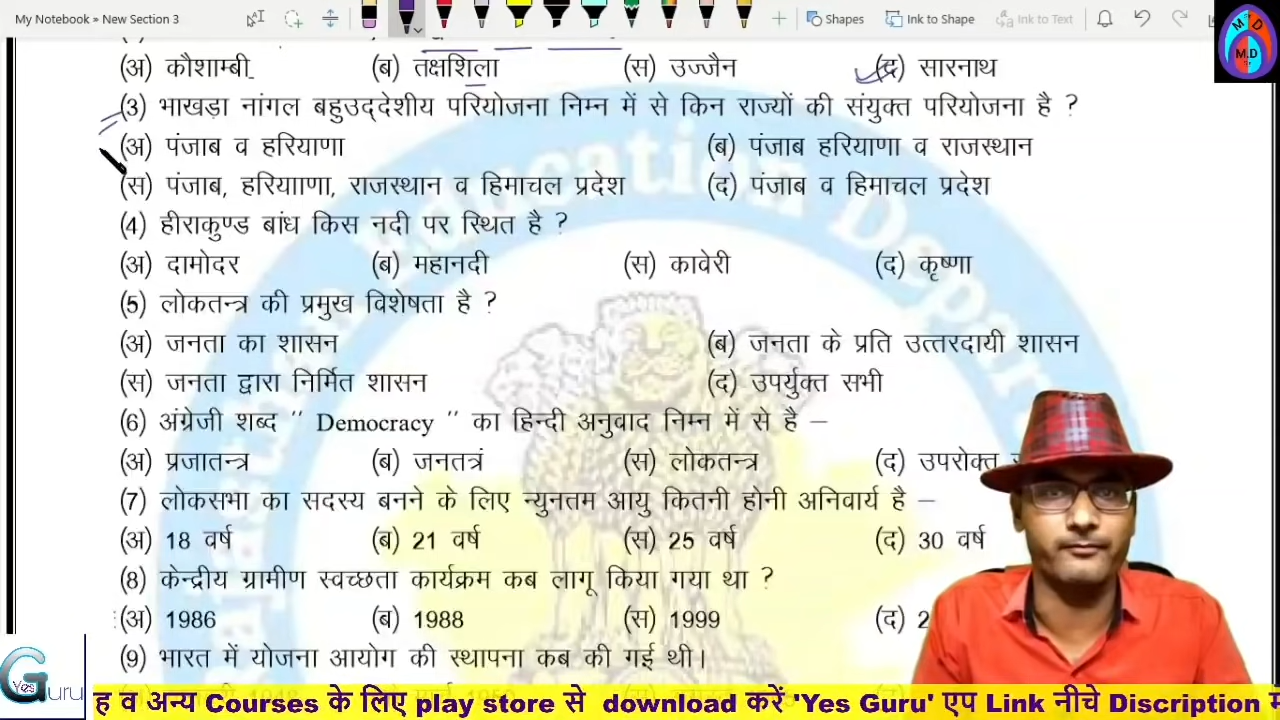 My Notebook » New Section 3
Shapes
Ink to Shape
Ink to Text
M.D
(अ) कौशाम्बी (ब) तक्षशिला (स) उज्जैन (द) सारनाथ
(3) भाखड़ा नांगल बहुउद्देशीय परियोजना निम्न में से किन राज्यों की संयुक्त परियोजना है ?
(अ) पंजाब व हरियाणा (ब) पंजाब हरियाणा व राजस्थान
(स) पंजाब, हरियााणा, राजस्थान व हिमाचल प्रदेश (द) पंजाब व हिमाचल प्रदेश
(4) हीराकुण्ड बांध किस नदी पर स्थित है ?
(अ) दामोदर (ब) महानदी (स) कावेरी (द) कृष्णा
(5) लोकतन्त्र की प्रमुख विशेषता है ?
(अ) जनता का शासन (ब) जनता के प्रति उत्तरदायी शासन
(स) जनता द्वारा निर्मित शासन (द) उपर्युक्त सभी
(6) अंग्रेजी शब्द " Democracy " का हिन्दी अनुवाद निम्न में से है –
(अ) प्रजातन्त्र (ब) जनतत्रं (स) लोकतन्त्र (द) उपरोक्त
(7) लोकसभा का सदस्य बनने के लिए न्युनतम आयु कितनी होनी अनिवार्य है –
(अ) 18 वर्ष (ब) 21 वर्ष (स) 25 वर्ष (द) 30 वर्ष
(8) केन्द्रीय ग्रामीण स्वच्छता कार्यक्रम कब लागू किया गया था ?
(अ) 1986 (ब) 1988 (स) 1999 (द) 2
(9) भारत में योजना आयोग की स्थापना कब की गई थी।
Yes Guru
ह व अन्य Courses के लिए play store से download करें 'Yes Guru' एप Link नीचे Discription में